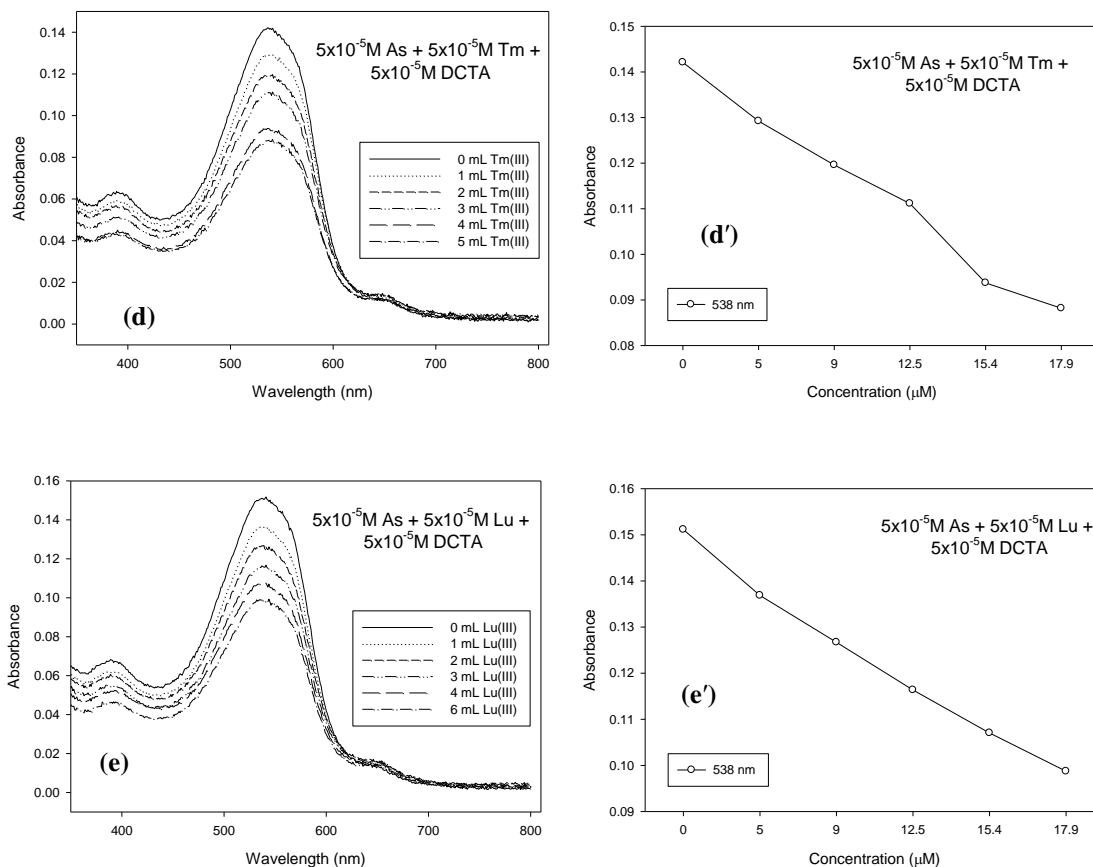 5x10⁻⁵M As + 5x10⁻⁵M Tm +
5x10⁻⁵M DCTA
0 mL Tm(III)
1 mL Tm(III)
2 mL Tm(III)
3 mL Tm(III)
4 mL Tm(III)
5 mL Tm(III)
(d)
Absorbance
0.14
0.12
0.10
0.08
0.06
0.04
0.02
0.00
400 500 600 700 800
Wavelength (nm)
5x10⁻⁵M As + 5x10⁻⁵M Tm +
5x10⁻⁵M DCTA
(d′)
538 nm
Absorbance
0.15
0.14
0.13
0.12
0.11
0.10
0.09
0.08
0 5 9 12.5 15.4 17.9
Concentration (μM)
5x10⁻⁵M As + 5x10⁻⁵M Lu +
5x10⁻⁵M DCTA
0 mL Lu(III)
1 mL Lu(III)
2 mL Lu(III)
3 mL Lu(III)
4 mL Lu(III)
6 mL Lu(III)
(e)
Absorbance
0.16
0.14
0.12
0.10
0.08
0.06
0.04
0.02
0.00
400 500 600 700 800
Wavelength (nm)
5x10⁻⁵M As + 5x10⁻⁵M Lu +
5x10⁻⁵M DCTA
(e′)
538 nm
Absorbance
0.16
0.15
0.14
0.13
0.12
0.11
0.10
0.09
0 5 9 12.5 15.4 17.9
Concentration (μM)